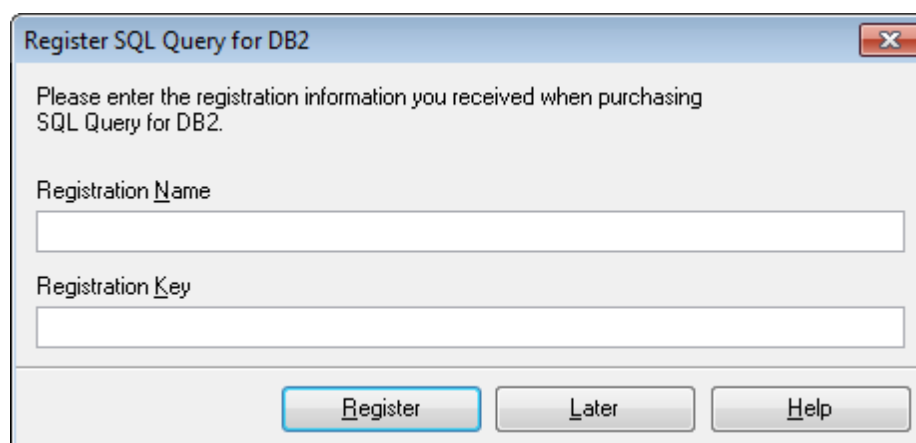 Register SQL Query for DB2
Please enter the registration information you received when purchasing
SQL Query for DB2.
Registration Name
Registration Key
Register Later Help